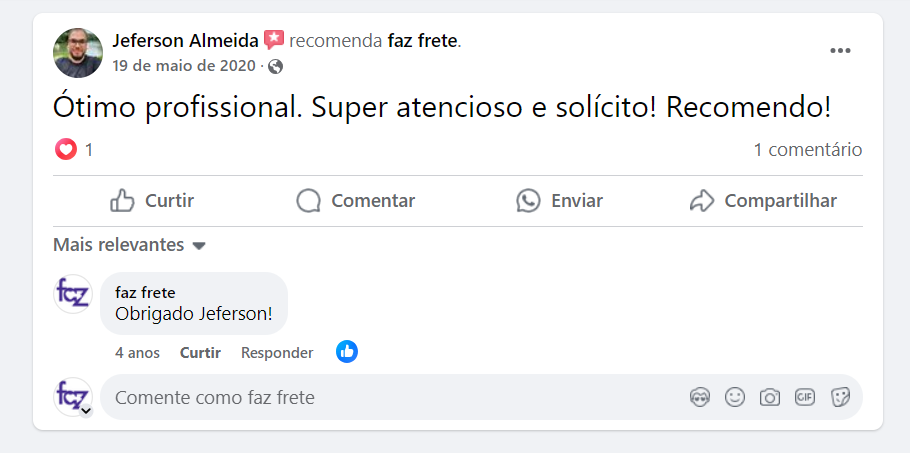 Jeferson Almeida recomenda faz frete.
19 de maio de 2020 ·
Ótimo profissional. Super atencioso e solícito! Recomendo!
1 1 comentário
Curtir Comentar Enviar Compartilhar
Mais relevantes
faz
faz frete
Obrigado Jeferson!
4 anos Curtir Responder
faz
Comente como faz frete
GIF